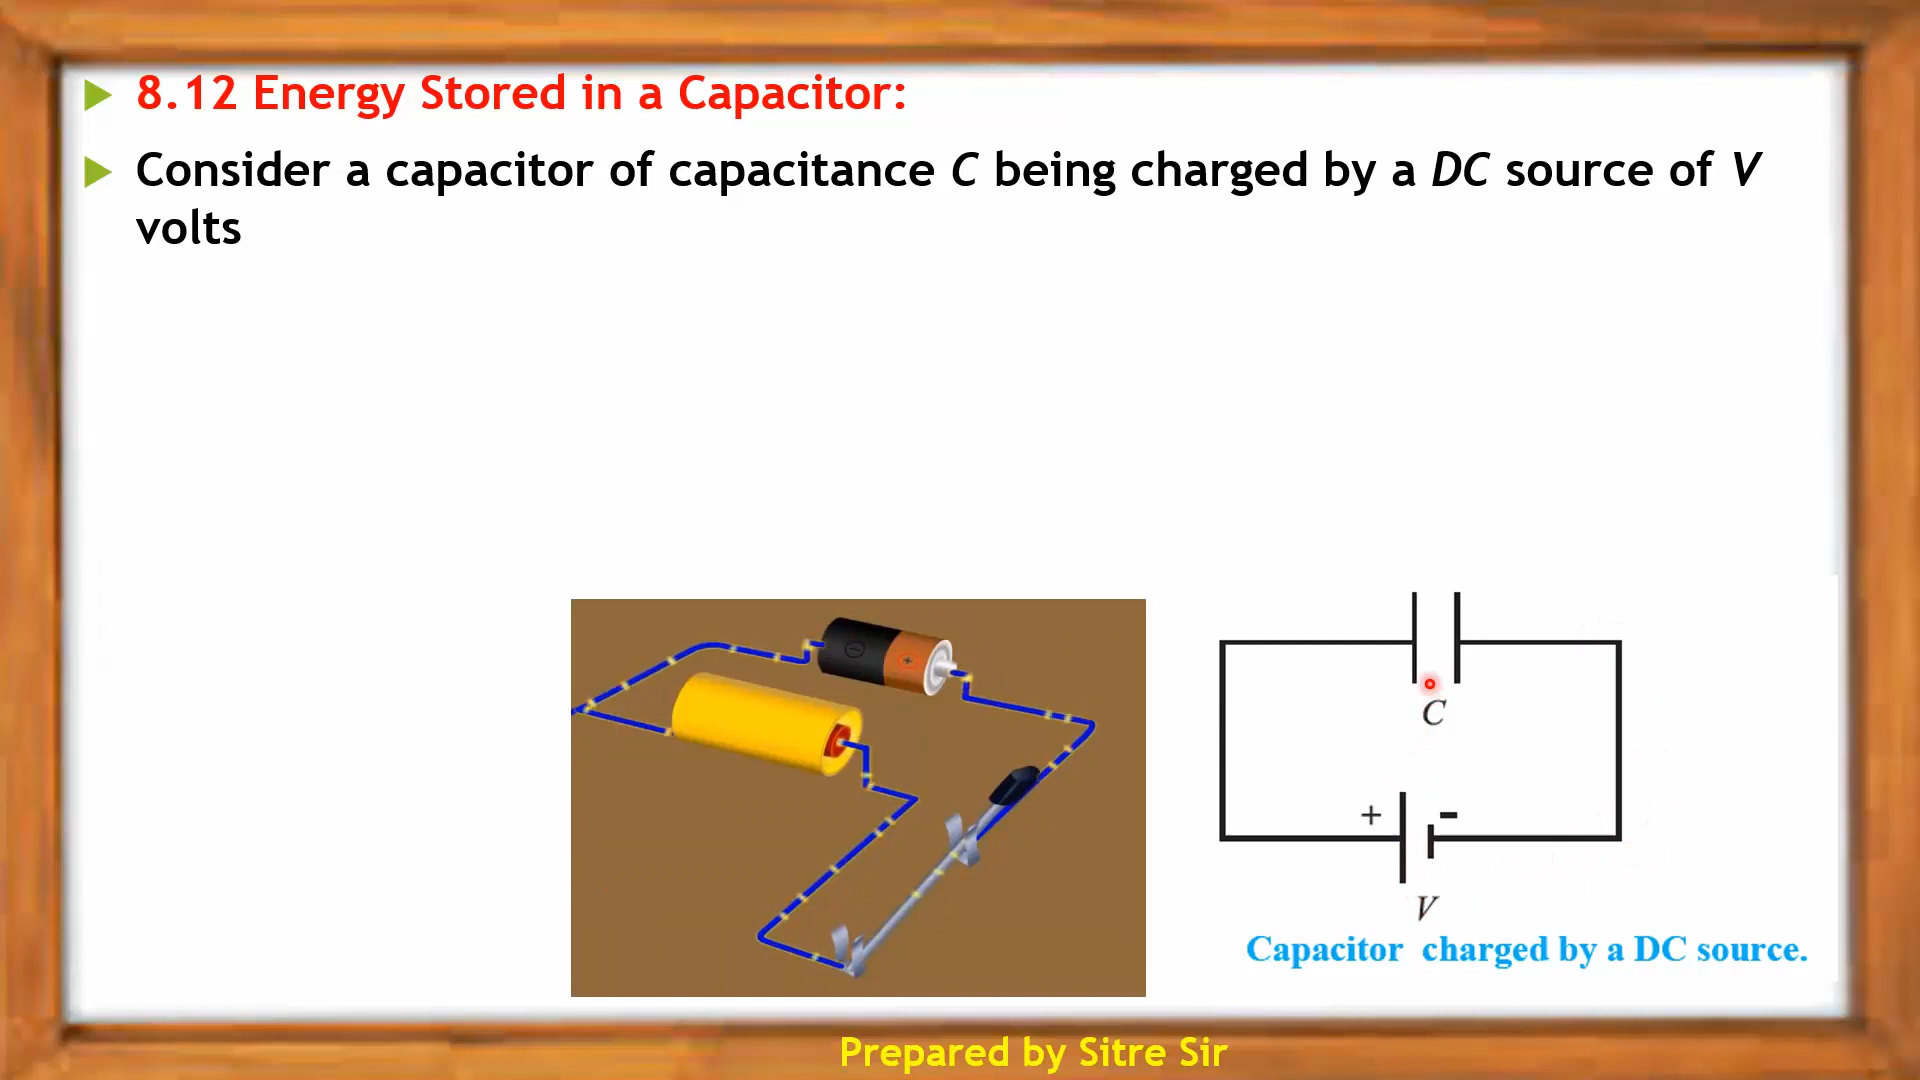 8.12 Energy Stored in a Capacitor:
Consider a capacitor of capacitance C being charged by a DC source of V
volts
C
+ -
V
Capacitor charged by a DC source.
Prepared by Sitre Sir